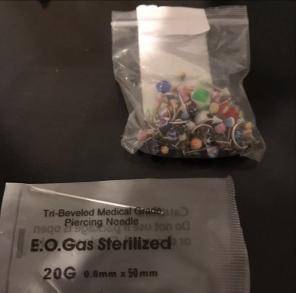 Tri-Beveled Medical Grade
Piercing Needle
E.O.Gas Sterilized
20G 0.8mm x 50mm